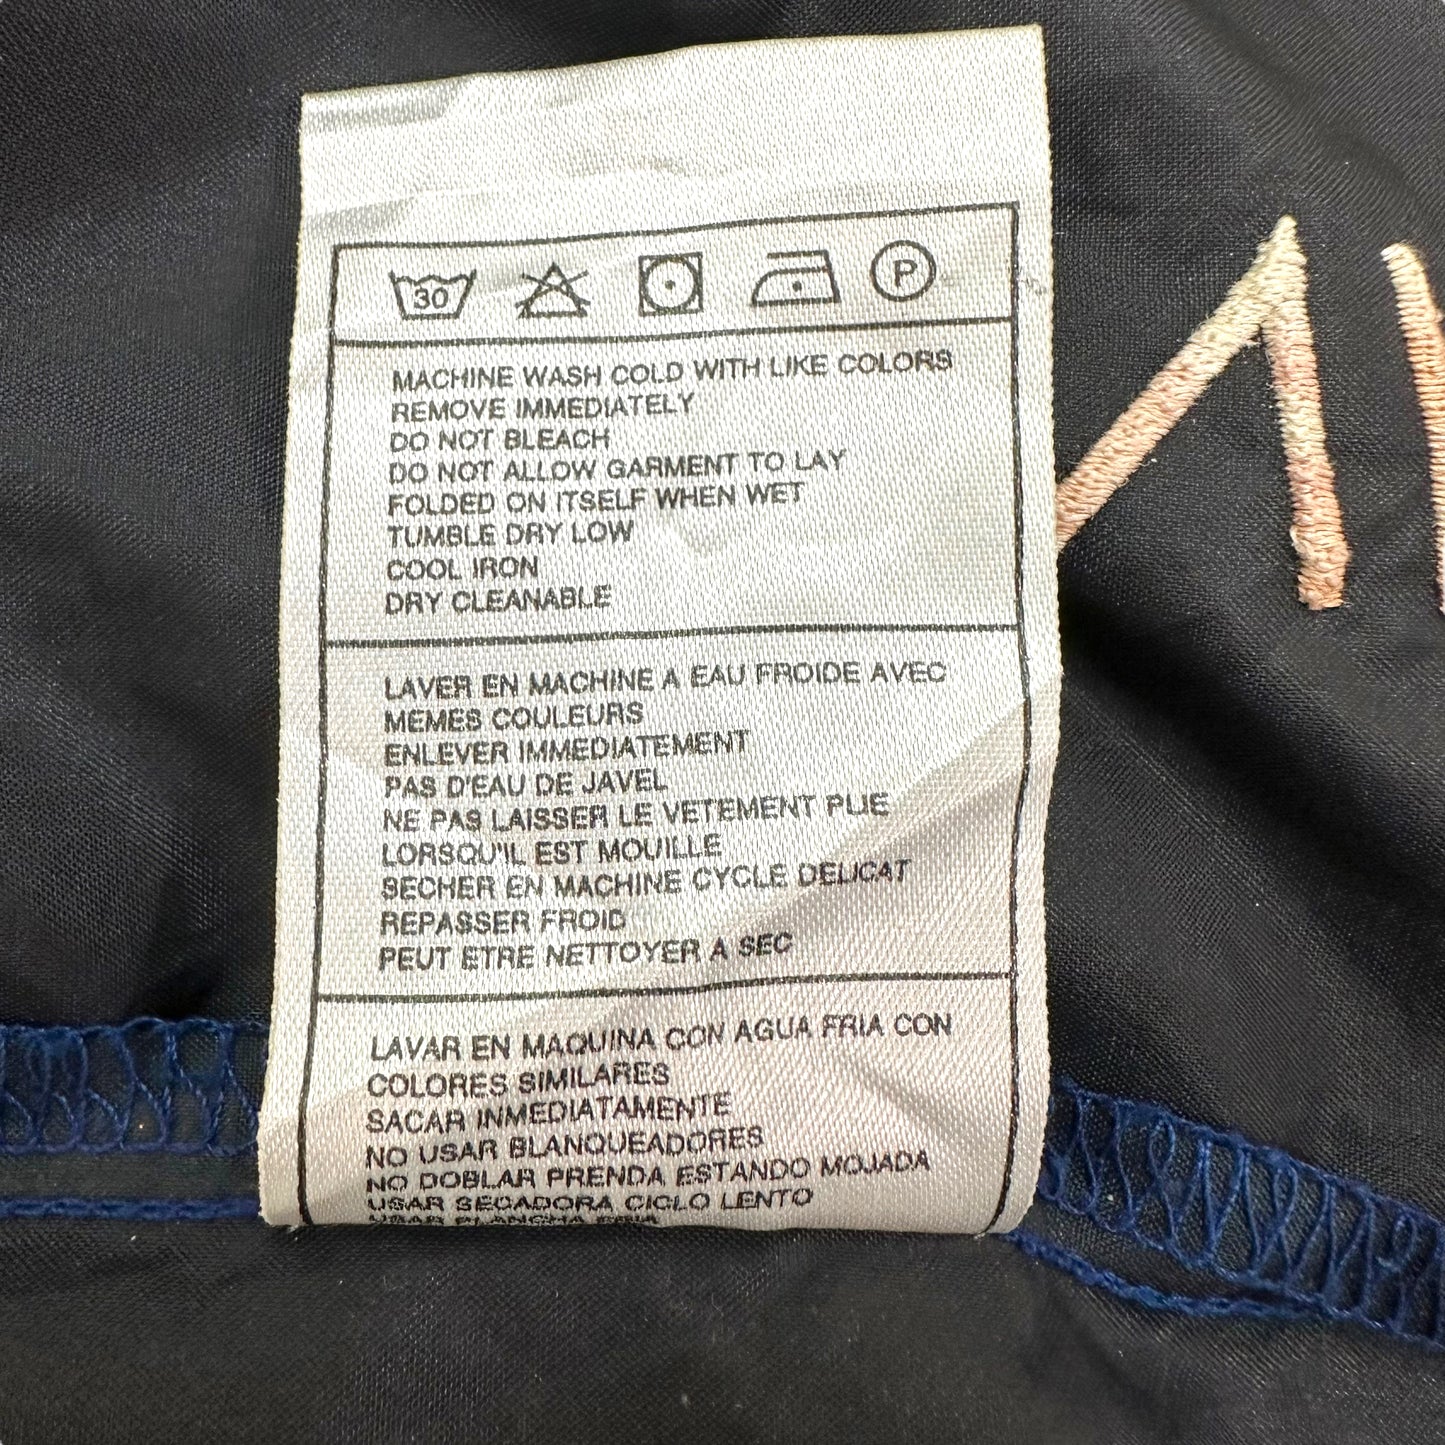 30
P
MACHINE WASH COLD WITH LIKE COLORS
REMOVE IMMEDIATELY
DO NOT BLEACH
DO NOT ALLOW GARMENT TO LAY
FOLDED ON ITSELF WHEN WET
TUMBLE DRY LOW
COOL IRON
DRY CLEANABLE
LAVER EN MACHINE A EAU FROIDE AVEC
MEMES COULEURS
ENLEVER IMMEDIATEMENT
PAS D'EAU DE JAVEL
NE PAS LAISSER LE VETEMENT PLIE
LORSQU'IL EST MOUILLE
SECHER EN MACHINE CYCLE DELICAT
REPASSER FROID
PEUT ETRE NETTOYER A SEC
LAVAR EN MAQUINA CON AGUA FRIA CON
COLORES SIMILARES
SACAR INMEDIATAMENTE
NO USAR BLANQUEADORES
NO DOBLAR PRENDA ESTANDO MOJADA
USAR SECADORA CICLO LENTO
USAR PLANCHA FRIA